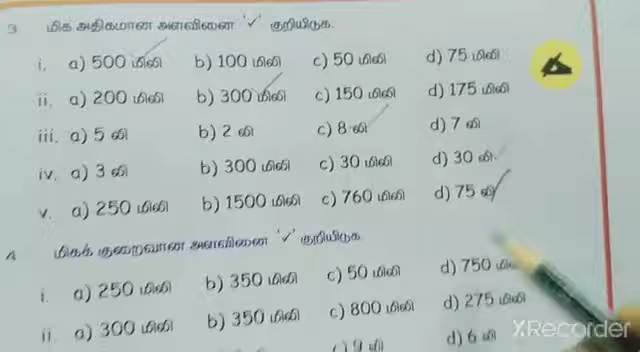 3 மிக அதிகமான அளவினை '✓' குறியிடுக.
i. a) 500 மிலி b) 100 மிலி c) 50 மிலி d) 75 மிலி
ii. a) 200 மிலி b) 300 மிலி c) 150 மிலி d) 175 மிலி
iii. a) 5 லி b) 2 லி c) 8 லி d) 7 லி
iv. a) 3 லி b) 300 மிலி c) 30 மிலி d) 30 லி.
v. a) 250 மிலி b) 1500 மிலி c) 760 மிலி d) 75 லி
4 மிகக் குறைவான அளவினை '✓' குறியிடுக
i. a) 250 மிலி b) 350 மிலி c) 50 மிலி d) 750
ii. a) 300 மிலி b) 350 மிலி c) 800 மிலி d) 275 மிலி
d) 6 லி
XRecorder